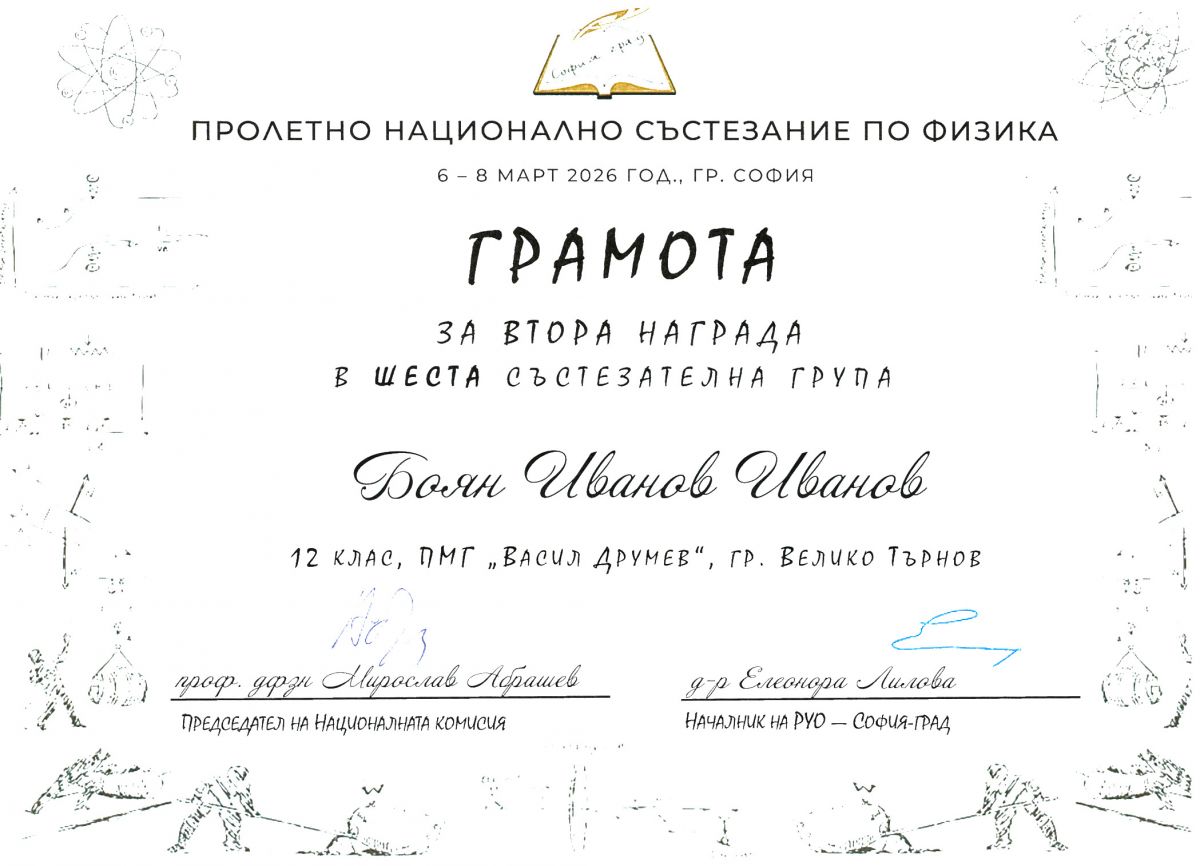 София град
ПРОЛЕТНО НАЦИОНАЛНО СЪСТЕЗАНИЕ ПО ФИЗИКА
6 – 8 МАРТ 2026 ГОД., ГР. СОФИЯ
ГРАМОТА
ЗА ВТОРА НАГРАДА
В ШЕСТА СЪСТЕЗАТЕЛНА ГРУПА
Боян Иванов Иванов
12 КЛАС, ПМГ „ВАСИЛ ДРУМЕВ“, ГР. ВЕЛИКО ТЪРНОВ
проф. дфзн Мирослав Абрашев
д-р Елеонора Лилова
ПРЕДСЕДАТЕЛ НА НАЦИОНАЛНАТА КОМИСИЯ
НАЧАЛНИК НА РУО – СОФИЯ-ГРАД